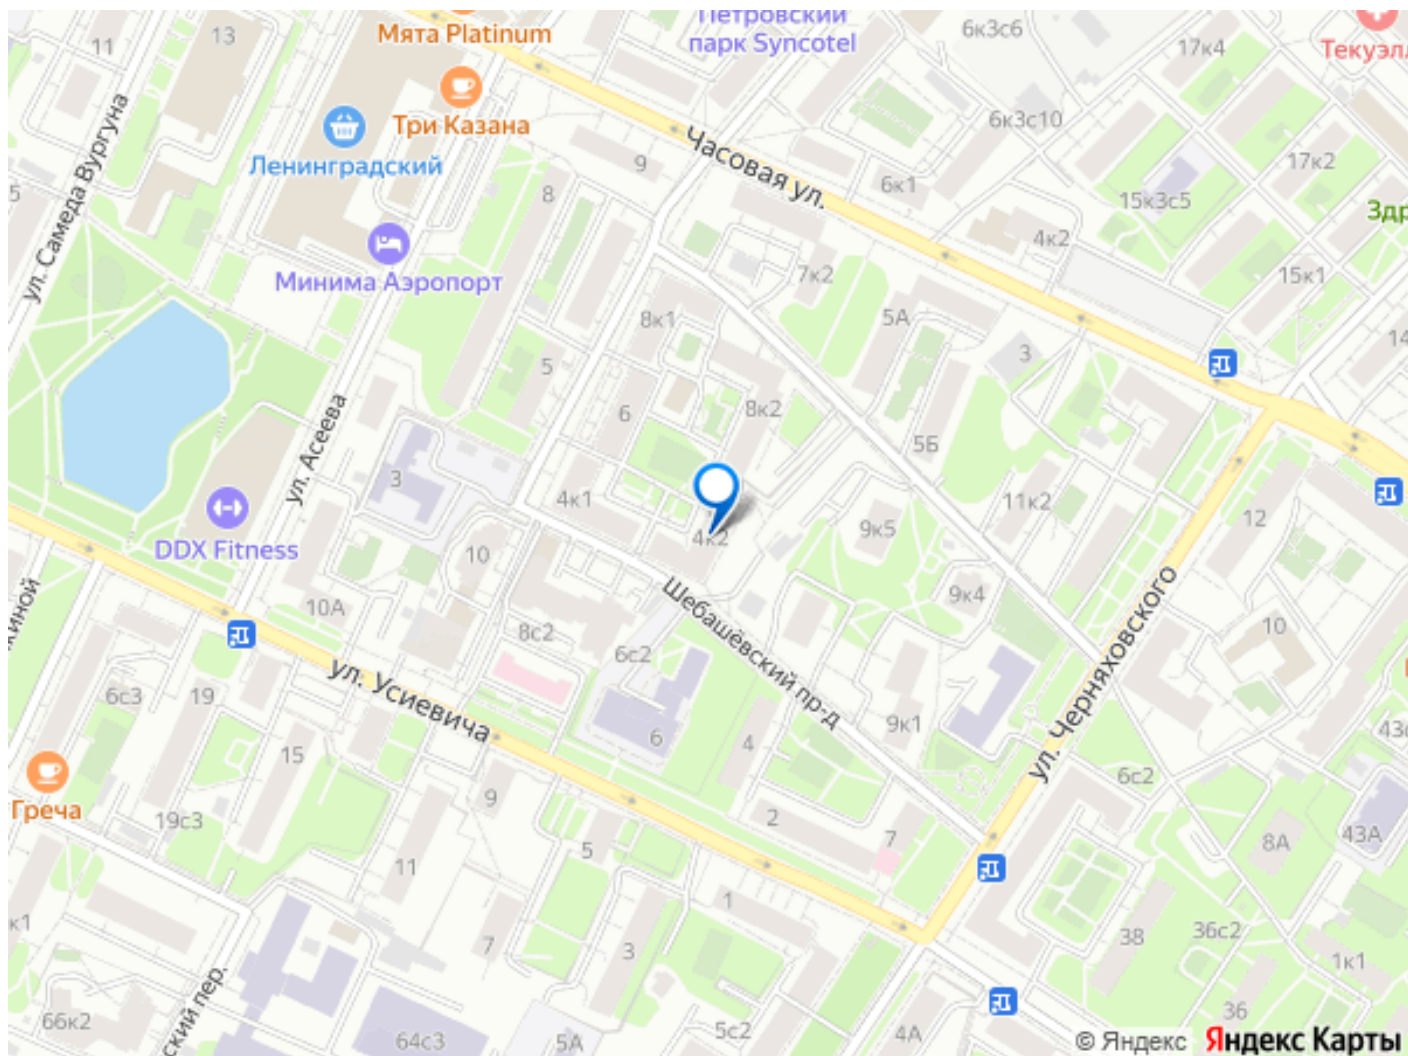 Мята Platinum
Петровский
парк Syncotel
6к3с6
17к4
11
13
Три Казана
6к3с10
Ленинградский
ул. Самеда Вургуна
9
Часовая ул.
6к1
17к2
15к3с5
8
4к2
Минима Аэропорт
7к2
15к1
5А
8к1
3
14
5
8к2
6
5Б
ул. Асеева
3
4к1
11к2
12
DDX Fitness
4к2
9к5
10
9к4
10А
Шебашёвский пр-д
8с2
6с2
10
ул. Черняховского
ул. Усиевича
6с3
19
6
4
9к1
15
6с2
Греча
9
2
7
19с3
5
8А
43А
11
1
к1
7
3
38
36с2
1к1
66к2
36
64с3
5А
5с2
4А
© Яндекс
Яндекс Карты